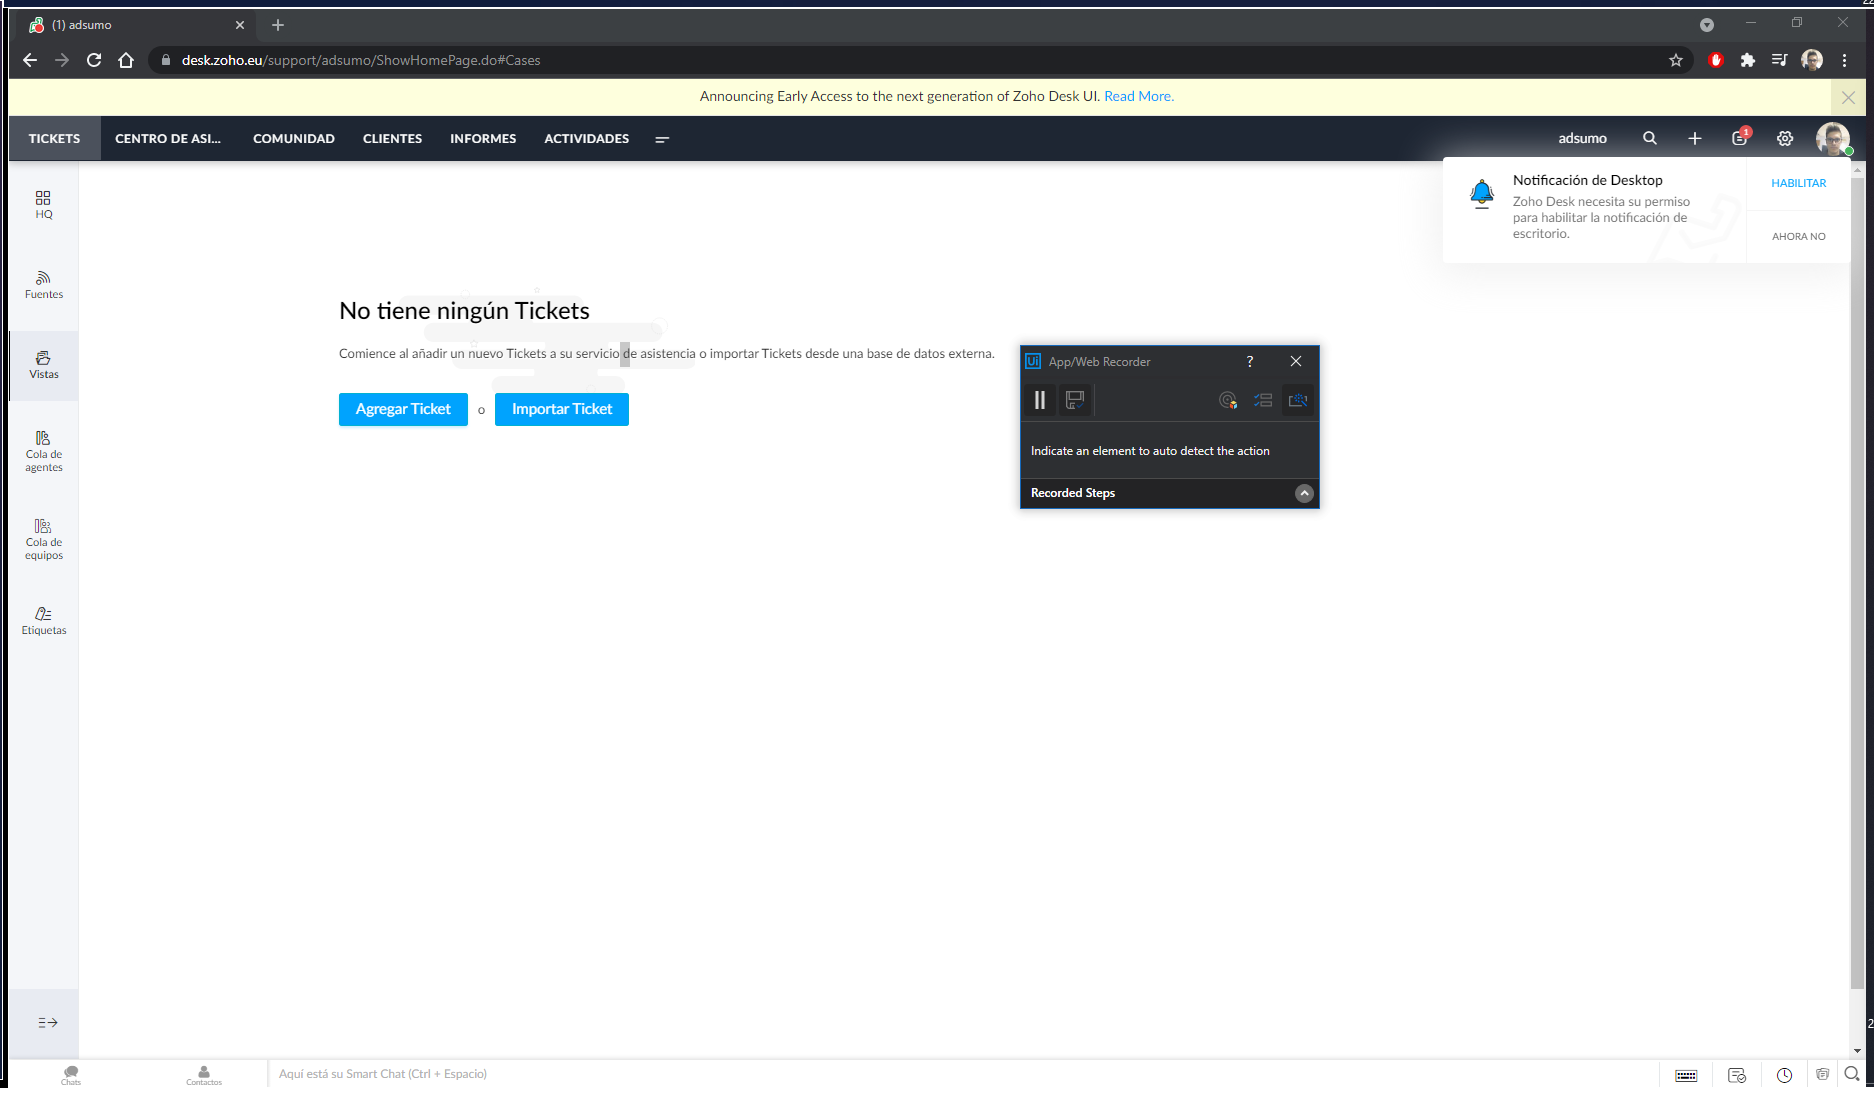 (1) adsumo
desk.zoho.eu/support/adsumo/ShowHomePage.do#Cases
Announcing Early Access to the next generation of Zoho Desk UI. Read More.
TICKETS CENTRO DE ASI... COMUNIDAD CLIENTES INFORMES ACTIVIDADES adsumo 1
HQ
Fuentes
Vistas
Cola de
agentes
Cola de
equipos
Etiquetas
Notificación de Desktop
Zoho Desk necesita su permiso
para habilitar la notificación de
escritorio.
HABILITAR
AHORA NO
No tiene ningún Tickets
Comience al añadir un nuevo Tickets a su servicio de asistencia o importar Tickets desde una base de datos externa.
Agregar Ticket o Importar Ticket
Ui App/Web Recorder ?
Indicate an element to auto detect the action
Recorded Steps
Chats Contactos Aquí está su Smart Chat (Ctrl + Espacio)